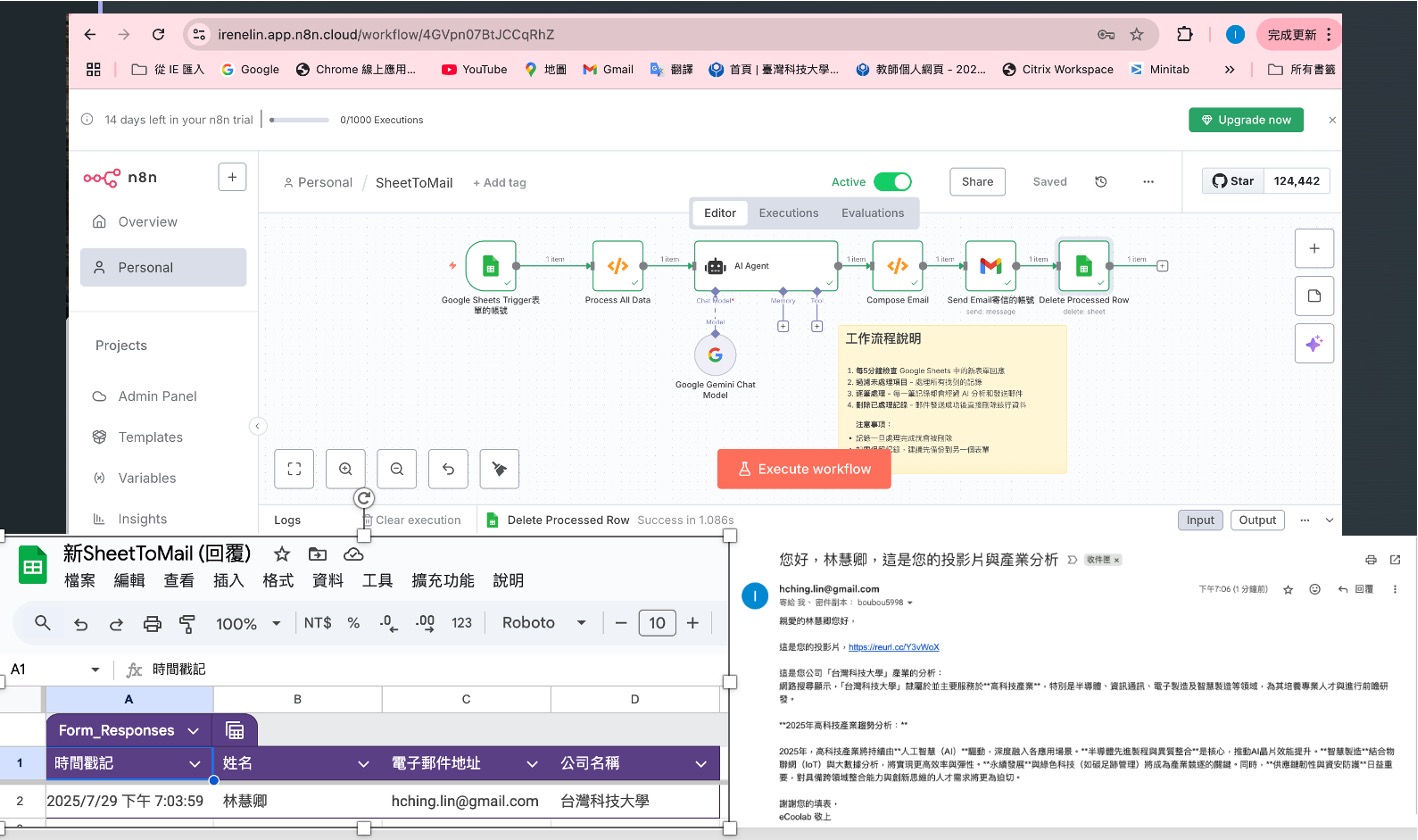 irenelin.app.n8n.cloud/workflow/4GVpn07BtJCCqRhZ
完成更新
從 IE 匯入
Google
Chrome 線上應用...
YouTube
地圖
Gmail
翻譯
首頁 | 臺灣科技大學...
教師個人網頁 - 202...
Citrix Workspace
Minitab
所有書籤
14 days left in your n8n trial
0/1000 Executions
Upgrade now
n8n
Personal / SheetToMail + Add tag
Active
Share
Saved
Star 124,442
Overview
Personal
Projects
Admin Panel
Templates
Variables
Insights
Editor
Executions
Evaluations
1 item
1 item
AI Agent
1 item
1 item
1 item
1 item
Google Sheets Trigger表單的帳號
Process All Data
Chat Model*
Memory
Tool
Compose Email
Send Email寄信的帳號
send: message
Delete Processed Row
delete: sheet
Model
Google Gemini Chat Model
工作流程說明
1. 每5分鐘檢查 Google Sheets 中的新表單回應
2. 過濾未處理項目 - 處理所有找到的記錄
3. 逐筆處理 - 每一筆記錄都會經過 AI 分析和發送郵件
4. 刪除已處理記錄 - 郵件發送成功後直接刪除該行資料
注意事項：
• 記錄一旦處理完成就會被刪除
建議先備份到另一個表單
Execute workflow
Logs
Clear execution
Delete Processed Row
Success in 1.086s
Input
Output
新SheetToMail (回覆)
檔案 編輯 查看 插入 格式 資料 工具 擴充功能 說明
100% NT$ % .0 .00 123 Roboto 10
A1 fx 時間戳記
A B C D
Form_Responses
1 時間戳記 姓名 電子郵件地址 公司名稱
2 2025/7/29 下午 7:03:59 林慧卿 hching.lin@gmail.com 台灣科技大學
您好，林慧卿，這是您的投影片與產業分析
收件匣 ×
I
hching.lin@gmail.com
下午7:06 (1 分鐘前)
回覆
寄給 我、 密件副本： boubou5998
親愛的林慧卿您好，
這是您的投影片，https://reurl.cc/Y3vWoX
這是您公司「台灣科技大學」產業的分析：
網路搜尋顯示，「台灣科技大學」隸屬於並主要服務於**高科技產業**，特別是半導體、資訊通訊、電子製造及智慧製造等領域，為其培養專業人才與進行前瞻研
發。
**2025年高科技產業趨勢分析：**
2025年，高科技產業將持續由**人工智慧（AI）**驅動，深度融入各應用場景。**半導體先進製程與異質整合**是核心，推動AI晶片效能提升。**智慧製造**結合物
聯網（IoT）與大數據分析，將實現更高效率與彈性。**永續發展**與綠色科技（如碳足跡管理）將成為產業競逐的關鍵。同時，**供應鏈韌性與資安防護**日益重
要，對具備跨領域整合能力與創新思維的人才需求將更為迫切。
謝謝您的填表，
eCoolab 敬上